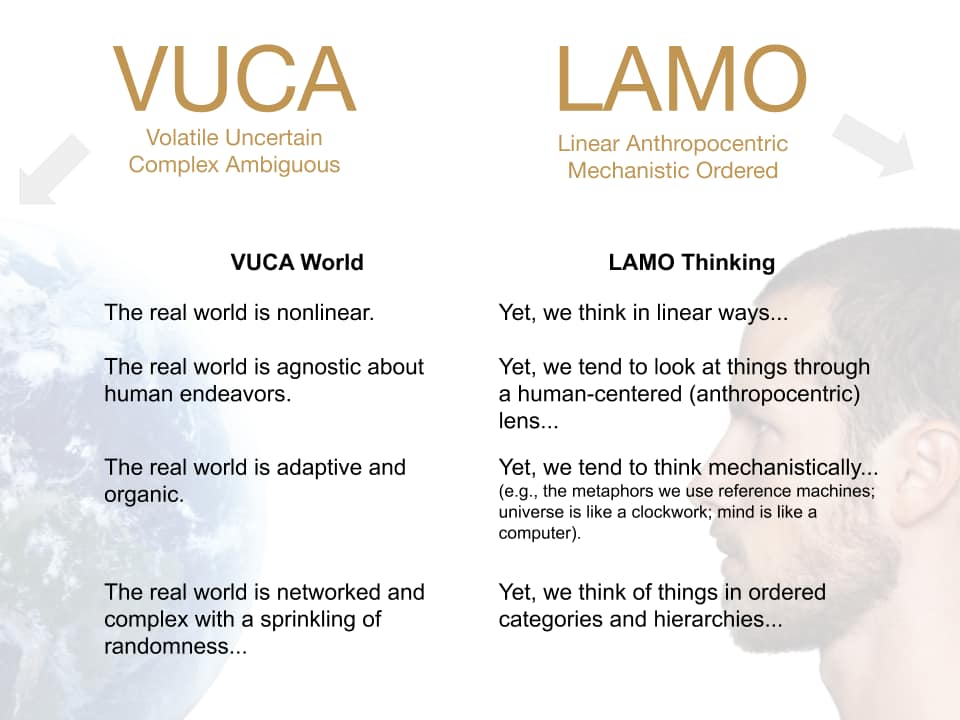 VUCA
Volatile Uncertain
Complex Ambiguous
LAMO
Linear Anthropocentric
Mechanistic Ordered
VUCA World
The real world is nonlinear.
The real world is agnostic about
human endeavors.
The real world is adaptive and
organic.
The real world is networked and
complex with a sprinkling of
randomness...
LAMO Thinking
Yet, we think in linear ways...
Yet, we tend to look at things through
a human-centered (anthropocentric)
lens...
Yet, we tend to think mechanistically...
(e.g., the metaphors we use reference machines;
universe is like a clockwork; mind is like a
computer).
Yet, we think of things in ordered
categories and hierarchies...